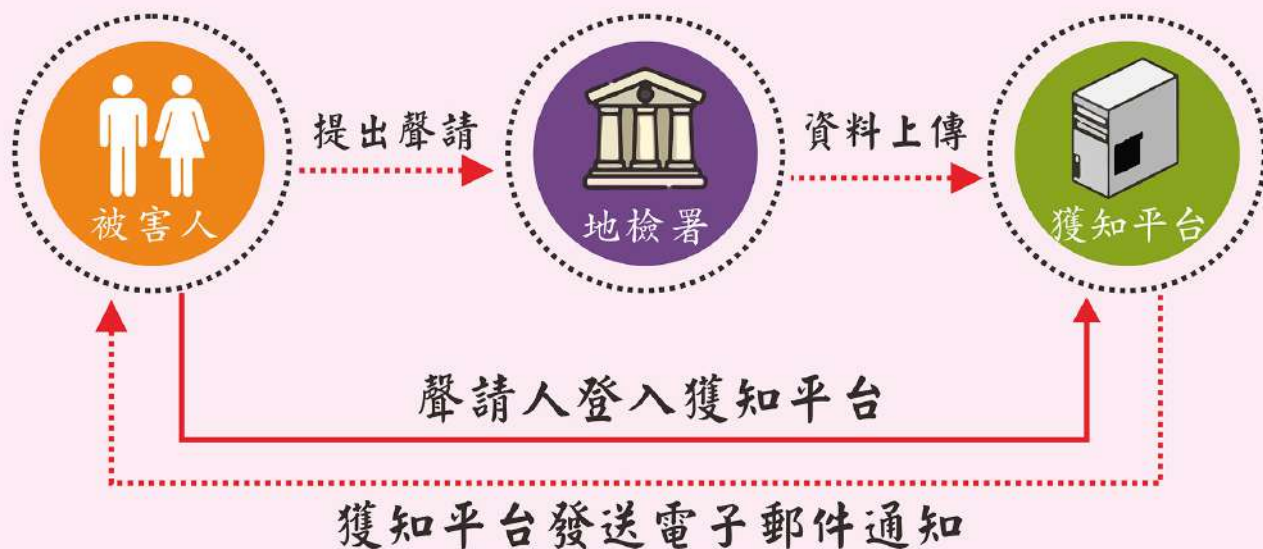 提出聲請
資料上傳
被害人
地檢署
獲知平台
聲請人登入獲知平台
獲知平台發送電子郵件通知